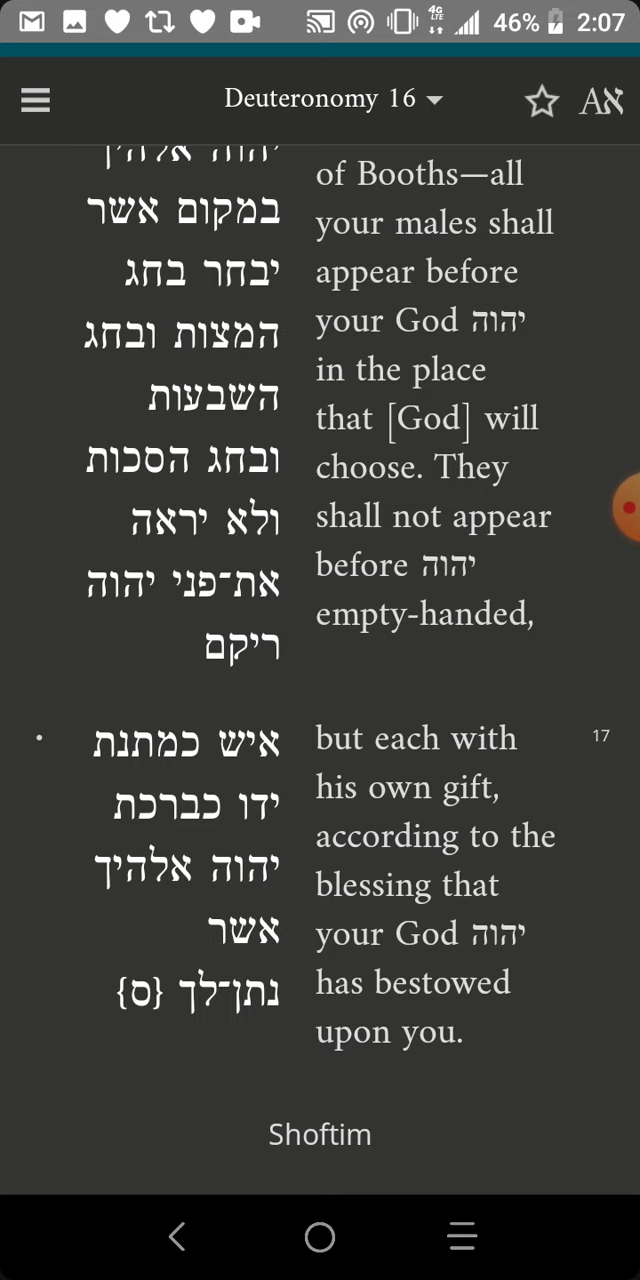 46% 2:07
Deuteronomy 16
יהוה אלהיך
במקום אשר
יבחר בחג
המצות ובחג
השבעות
ובחג הסכות
ולא יראה
את־פני יהוה
ריקם
of Booths—all
your males shall
appear before
your God יהוה
in the place
that [God] will
choose. They
shall not appear
before יהוה
empty-handed,
איש כמתנת
ידו כברכת
יהוה אלהיך
אשר
נתן־לך {ס}
but each with
his own gift,
according to the
blessing that
your God יהוה
has bestowed
upon you.
17
Shoftim